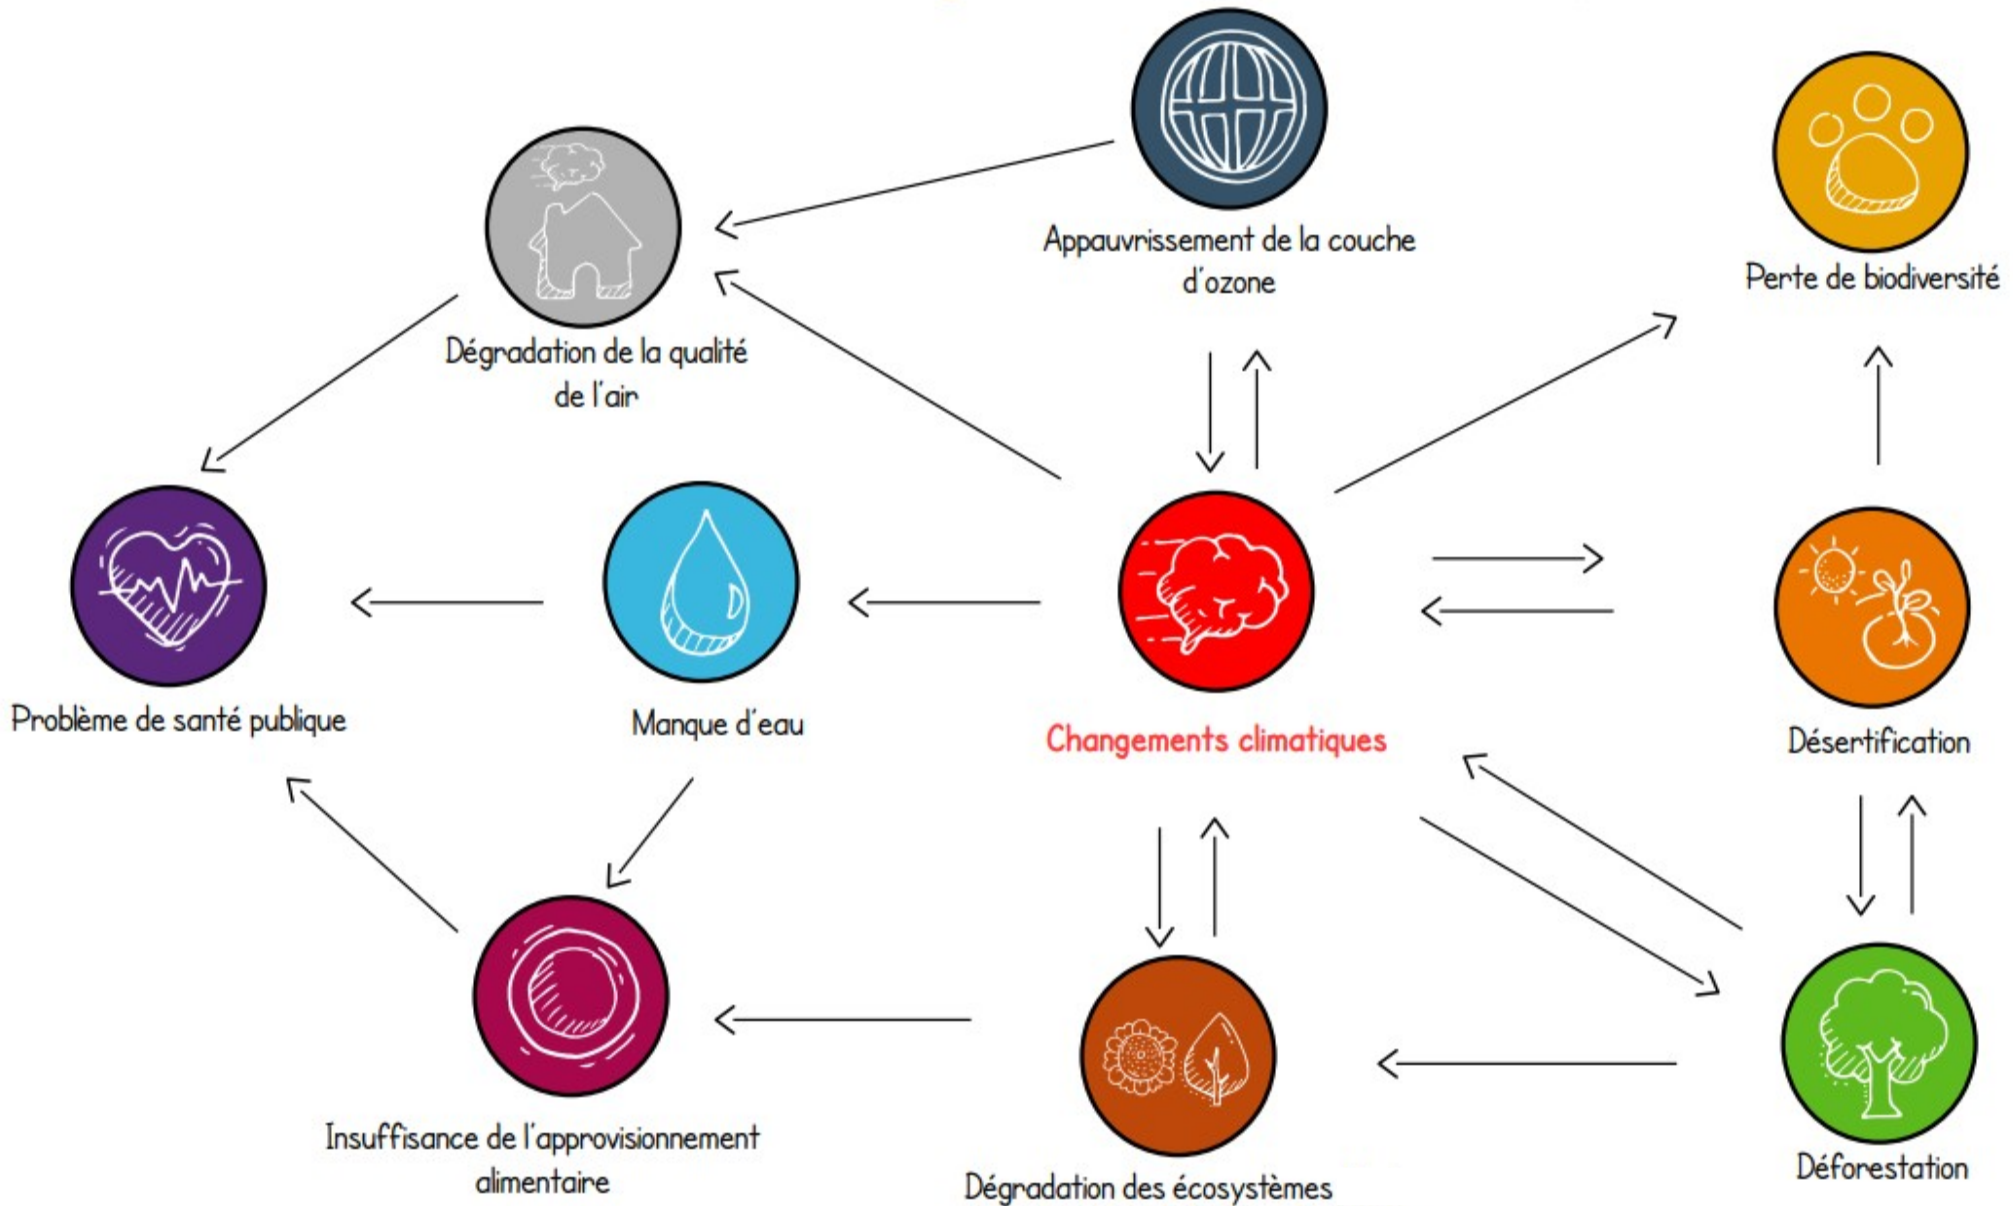 Appauvrissement de la couche
d'ozone
Perte de biodiversité
Dégradation de la qualité
de l'air
Problème de santé publique
Manque d'eau
Changements climatiques
Désertification
Insuffisance de l'approvisionnement
alimentaire
Dégradation des écosystèmes
Déforestation